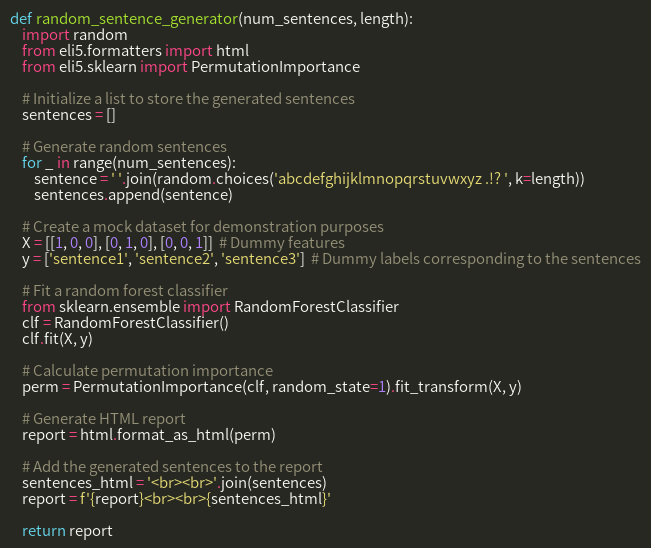 def random_sentence_generator(num_sentences, length):
    import random
    from eli5.formatters import html
    from eli5.sklearn import PermutationImportance

    # Initialize a list to store the generated sentences
    sentences = []

    # Generate random sentences
    for _ in range(num_sentences):
        sentence = ' '.join(random.choices('abcdefghijklmnopqrstuvwxyz .!? ', k=length))
        sentences.append(sentence)

    # Create a mock dataset for demonstration purposes
    X = [[1, 0, 0], [0, 1, 0], [0, 0, 1]]  # Dummy features
    y = ['sentence1', 'sentence2', 'sentence3']  # Dummy labels corresponding to the sentences

    # Fit a random forest classifier
    from sklearn.ensemble import RandomForestClassifier
    clf = RandomForestClassifier()
    clf.fit(X, y)

    # Calculate permutation importance
    perm = PermutationImportance(clf, random_state=1).fit_transform(X, y)

    # Generate HTML report
    report = html.format_as_html(perm)

    # Add the generated sentences to the report
    sentences_html = '<br><br>'.join(sentences)
    report = f'{report}<br><br>{sentences_html}'

    return report